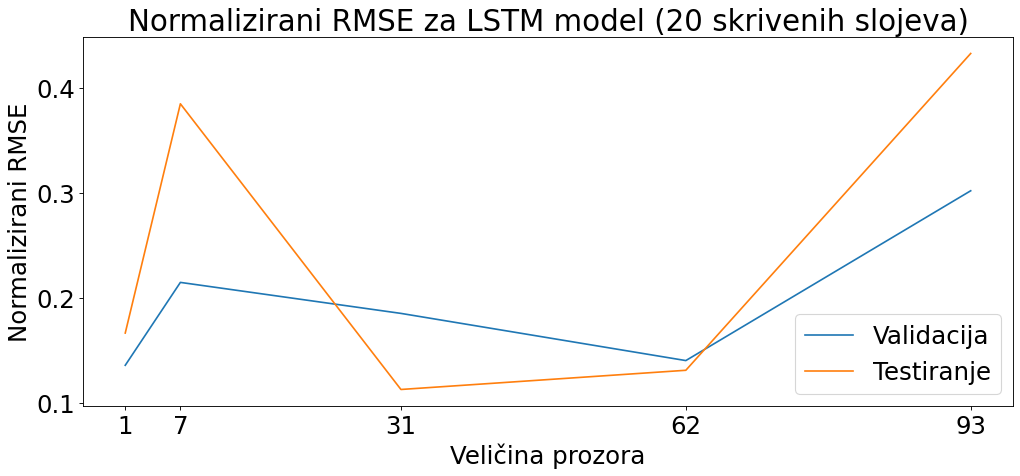 Normalizirani RMSE za LSTM model (20 skrivenih slojeva)
Normalizirani RMSE
0.4
0.3
0.2
0.1
Validacija
Testiranje
1 7 31 62 93
Veličina prozora